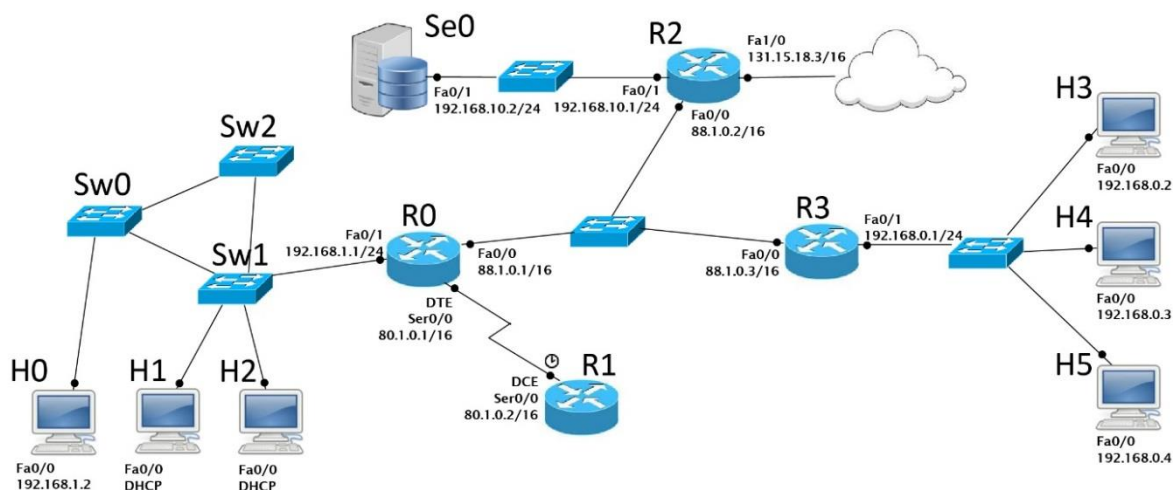 Se0
Fa0/1
192.168.10.2/24
R2
Fa0/1
192.168.10.1/24
Fa1/0
131.15.18.3/16
Fa0/0
88.1.0.2/16
Sw2
Sw0
Sw1
R0
Fa0/1
192.168.1.1/24
Fa0/0
88.1.0.1/16
DTE
Ser0/0
80.1.0.1/16
R1
DCE
Ser0/0
80.1.0.2/16
R3
Fa0/1
192.168.0.1/24
Fa0/0
88.1.0.3/16
H3
Fa0/0
192.168.0.2
H4
Fa0/0
192.168.0.3
H5
Fa0/0
192.168.0.4
H0
Fa0/0
192.168.1.2
H1
Fa0/0
DHCP
H2
Fa0/0
DHCP